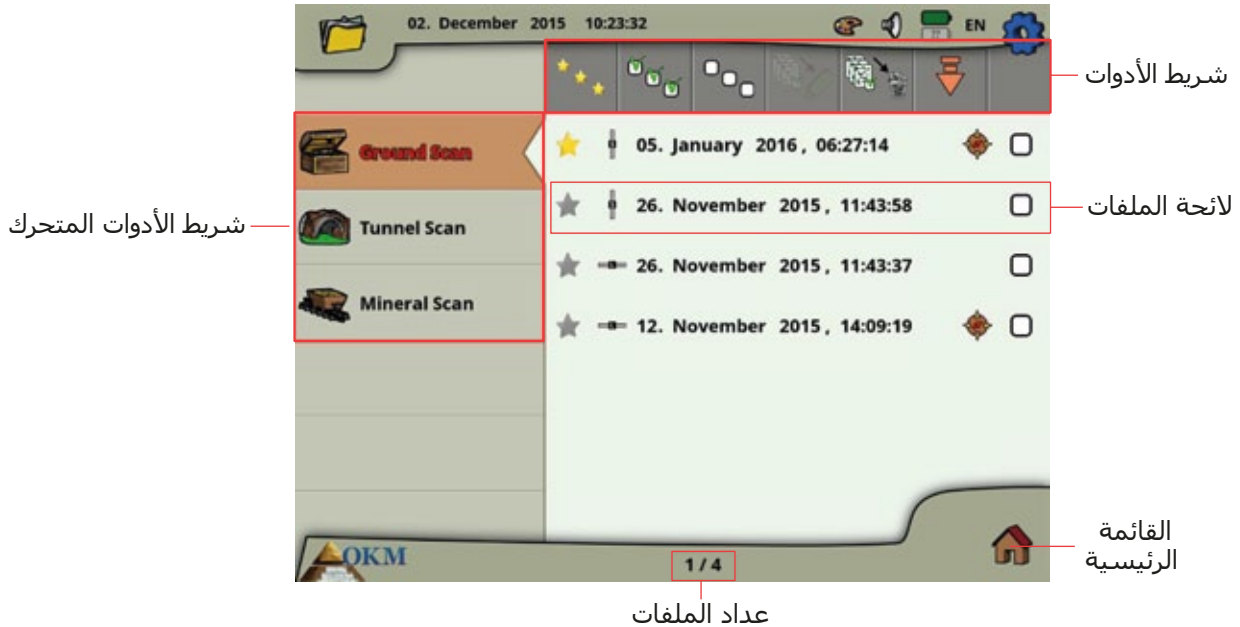 02. December 2015 10:23:32
EN
شريط الأدوات
Ground Scan
05. January 2016, 06:27:14
26. November 2015, 11:43:58
لائحة الملفات
شريط الأدوات المتحرك
Tunnel Scan
26. November 2015, 11:43:37
Mineral Scan
12. November 2015, 14:09:19
القائمة
الرئيسية
OKM
1 / 4
عداد الملفات